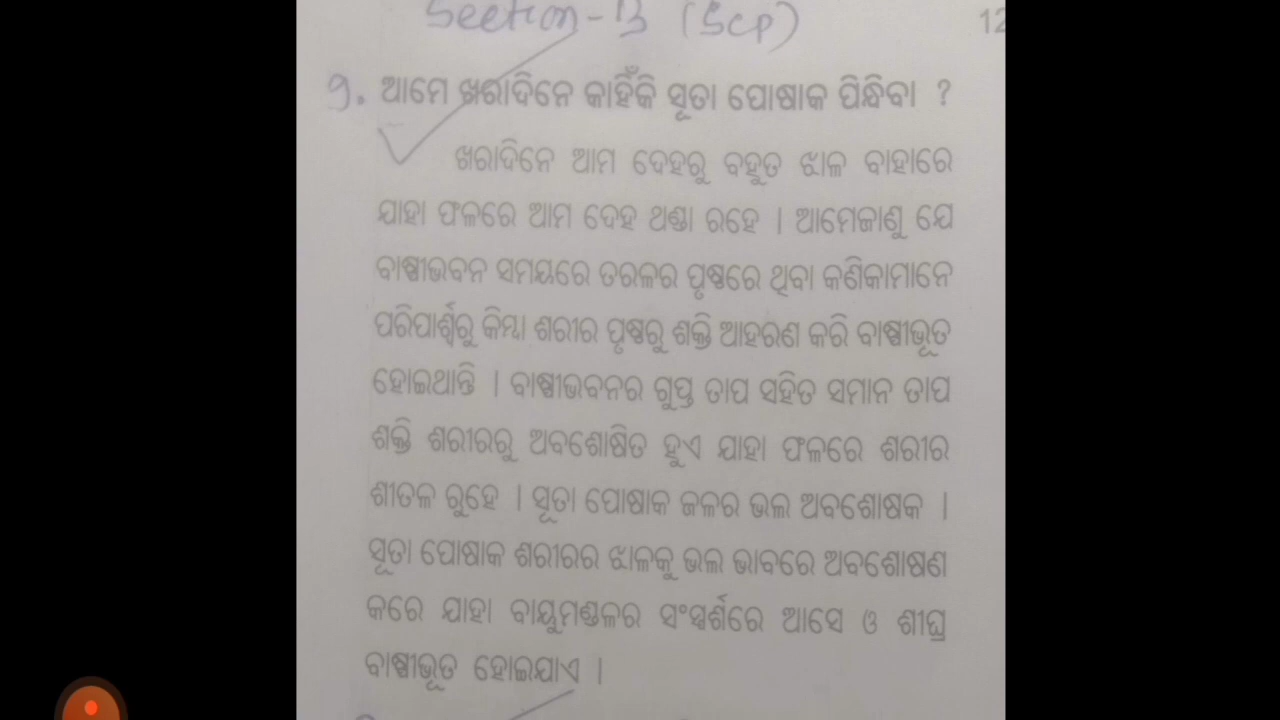 Section-B (Scp)
12
9. ଆମେ ଖରାଦିନେ କାହିଁକି ସୂତା ପୋଷାକ ପିନ୍ଧିବା ?
ଖରାଦିନେ ଆମ ଦେହରୁ ବହୁତ ଝାଳ ବାହାରେ
ଯାହା ଫଳରେ ଆମ ଦେହ ଥଣ୍ଡା ରହେ । ଆମେଜାଣୁ ଯେ
ବାଷ୍ପୀଭବନ ସମୟରେ ତରଳର ପୃଷ୍ଠରେ ଥିବା କଣିକାମାନେ
ପରିପାର୍ଶ୍ୱରୁ କିମ୍ବା ଶରୀର ପୃଷ୍ଠରୁ ଶକ୍ତି ଆହରଣ କରି ବାଷ୍ପୀଭୂତ
ହୋଇଥାନ୍ତି । ବାଷ୍ପୀଭବନର ଗୁପ୍ତ ତାପ ସହିତ ସମାନ ତାପ
ଶକ୍ତି ଶରୀରରୁ ଅବଶୋଷିତ ହୁଏ ଯାହା ଫଳରେ ଶରୀର
ଶୀତଳ ରୁହେ । ସୂତା ପୋଷାକ ଜଳର ଭଲ ଅବଶୋଷକ ।
ସୂତା ପୋଷାକ ଶରୀରର ଝାଳକୁ ଭଲ ଭାବରେ ଅବଶୋଷଣ
କରେ ଯାହା ବାୟୁମଣ୍ଡଳର ସଂସ୍ପର୍ଶରେ ଆସେ ଓ ଶୀଘ୍ର
ବାଷ୍ପୀଭୂତ ହୋଇଯାଏ ।